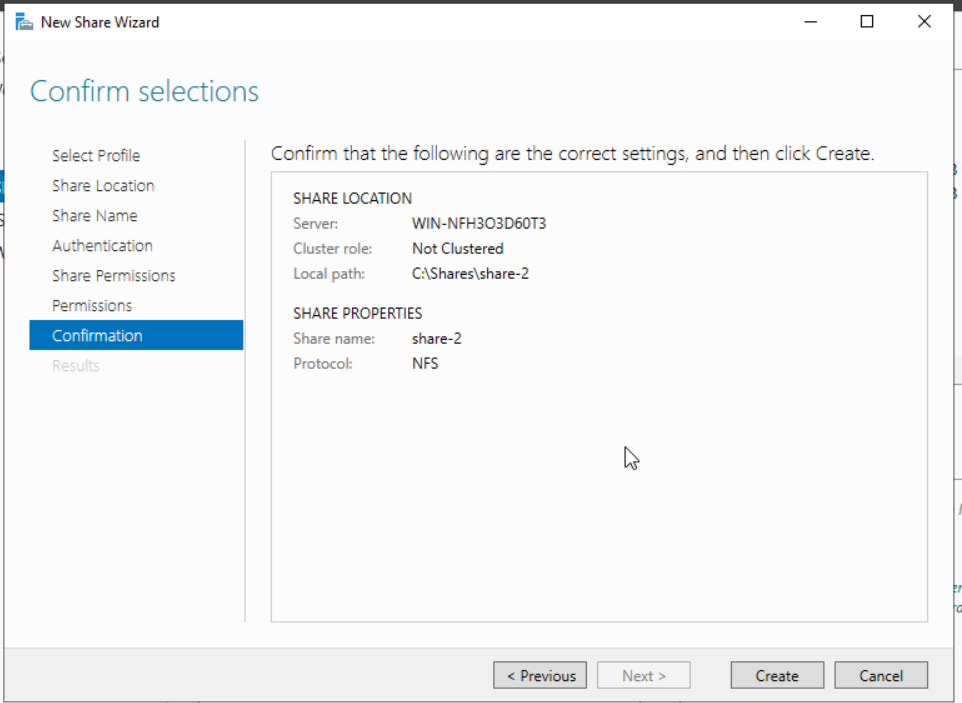 New Share Wizard
Confirm selections
Select Profile
Share Location
Share Name
Authentication
Share Permissions
Permissions
Confirmation
Results
Confirm that the following are the correct settings, and then click Create.
SHARE LOCATION
Server: WIN-NFH3O3D60T3
Cluster role: Not Clustered
Local path: C:\Shares\share-2
SHARE PROPERTIES
Share name: share-2
Protocol: NFS
< Previous
Next >
Create
Cancel